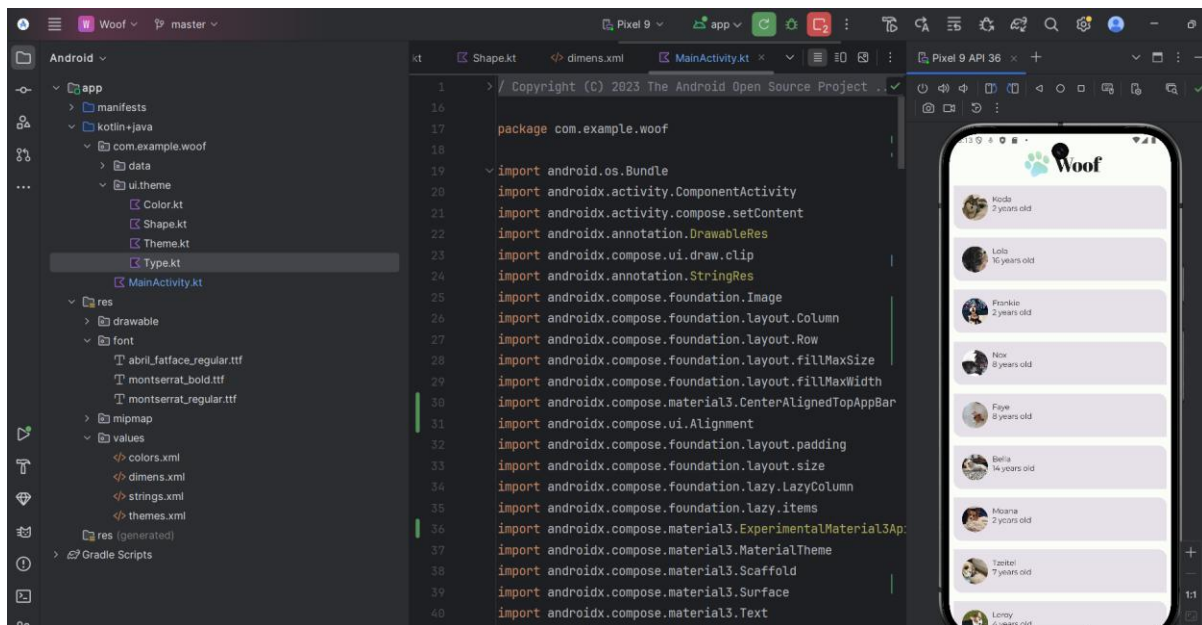 Woof
master
Pixel 9
app
2
Android
kt
Shape.kt
dimens.xml
MainActivity.kt
Pixel 9 API 36
app
manifests
kotlin+java
com.example.woof
data
ui.theme
Color.kt
Shape.kt
Theme.kt
Type.kt
MainActivity.kt
res
drawable
font
abril_fatface_regular.ttf
montserrat_bold.ttf
montserrat_regular.ttf
mipmap
values
colors.xml
dimens.xml
strings.xml
themes.xml
res (generated)
Gradle Scripts
1 / Copyright (C) 2023 The Android Open Source Project ...
16
17 package com.example.woof
18
19 import android.os.Bundle
20 import androidx.activity.ComponentActivity
21 import androidx.activity.compose.setContent
22 import androidx.annotation.DrawableRes
23 import androidx.compose.ui.draw.clip
24 import androidx.annotation.StringRes
25 import androidx.compose.foundation.Image
26 import androidx.compose.foundation.layout.Column
27 import androidx.compose.foundation.layout.Row
28 import androidx.compose.foundation.layout.fillMaxSize
29 import androidx.compose.foundation.layout.fillMaxWidth
30 import androidx.compose.material3.CenterAlignedTopAppBar
31 import androidx.compose.ui.Alignment
32 import androidx.compose.foundation.layout.padding
33 import androidx.compose.foundation.layout.size
34 import androidx.compose.foundation.lazy.LazyColumn
35 import androidx.compose.foundation.lazy.items
36 import androidx.compose.material3.ExperimentalMaterial3Ap
37 import androidx.compose.material3.MaterialTheme
38 import androidx.compose.material3.Scaffold
39 import androidx.compose.material3.Surface
40 import androidx.compose.material3.Text
Woof
Koda
2 years old
Lola
16 years old
Frankie
2 years old
Nox
8 years old
Faye
8 years old
Bella
14 years old
Moana
2 years old
Tzeitel
7 years old
Leroy
years old
1:1